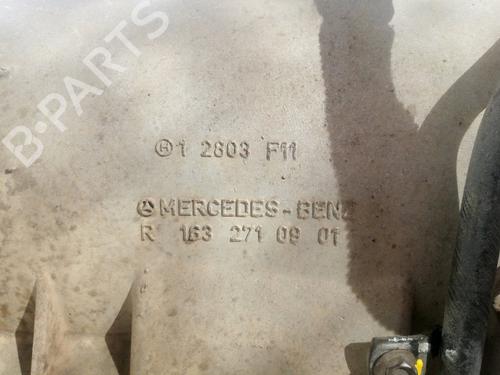 B-PARTS
H 1 2803 F11
MERCEDES-BENZ
R 163 271 09 01